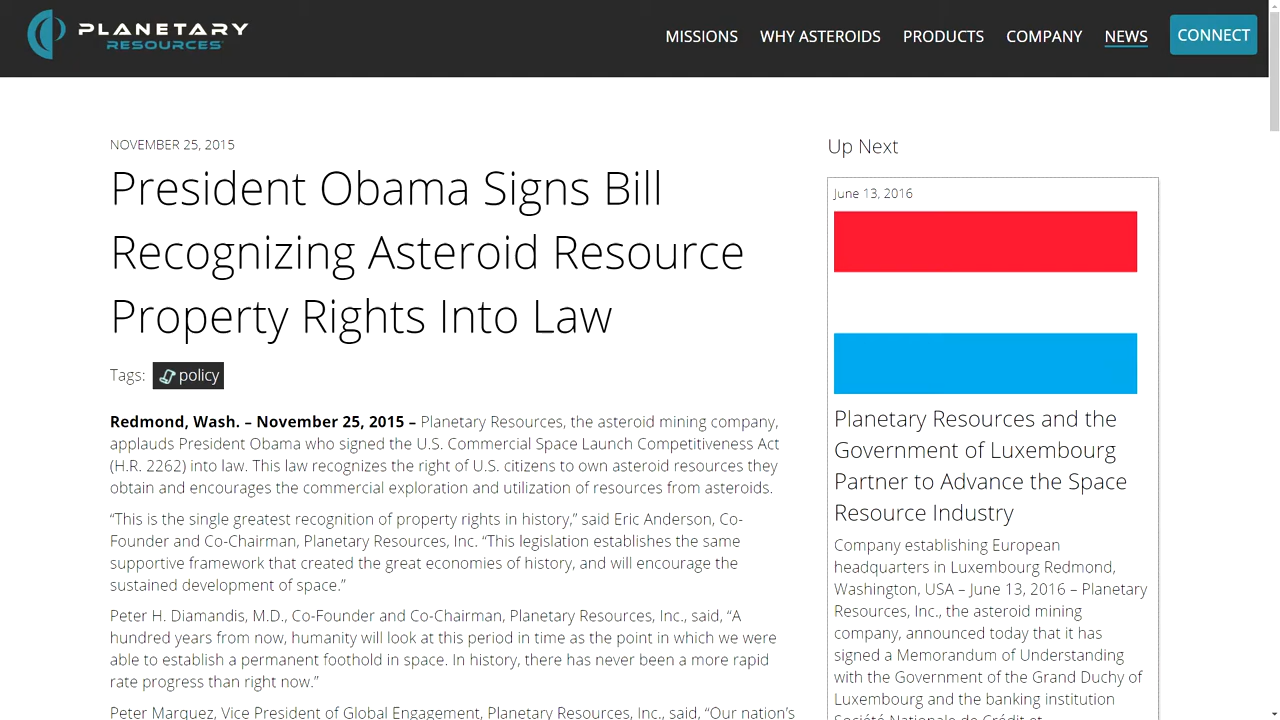 PLANETARY
RESOURCES
MISSIONS
WHY ASTEROIDS
PRODUCTS
COMPANY
NEWS
CONNECT
NOVEMBER 25, 2015
President Obama Signs Bill
Recognizing Asteroid Resource
Property Rights Into Law
Tags: policy
Redmond, Wash. – November 25, 2015 – Planetary Resources, the asteroid mining company,
applauds President Obama who signed the U.S. Commercial Space Launch Competitiveness Act
(H.R. 2262) into law. This law recognizes the right of U.S. citizens to own asteroid resources they
obtain and encourages the commercial exploration and utilization of resources from asteroids.
“This is the single greatest recognition of property rights in history,” said Eric Anderson, Co-
Founder and Co-Chairman, Planetary Resources, Inc. “This legislation establishes the same
supportive framework that created the great economies of history, and will encourage the
sustained development of space.”
Peter H. Diamandis, M.D., Co-Founder and Co-Chairman, Planetary Resources, Inc., said, “A
hundred years from now, humanity will look at this period in time as the point in which we were
able to establish a permanent foothold in space. In history, there has never been a more rapid
rate progress than right now.”
Peter Marquez, Vice President of Global Engagement, Planetary Resources, Inc., said, “Our nation’s
Up Next
June 13, 2016
Planetary Resources and the
Government of Luxembourg
Partner to Advance the Space
Resource Industry
Company establishing European
headquarters in Luxembourg Redmond,
Washington, USA – June 13, 2016 – Planetary
Resources, Inc., the asteroid mining
company, announced today that it has
signed a Memorandum of Understanding
with the Government of the Grand Duchy of
Luxembourg and the banking institution
Société Nationale de Crédit et